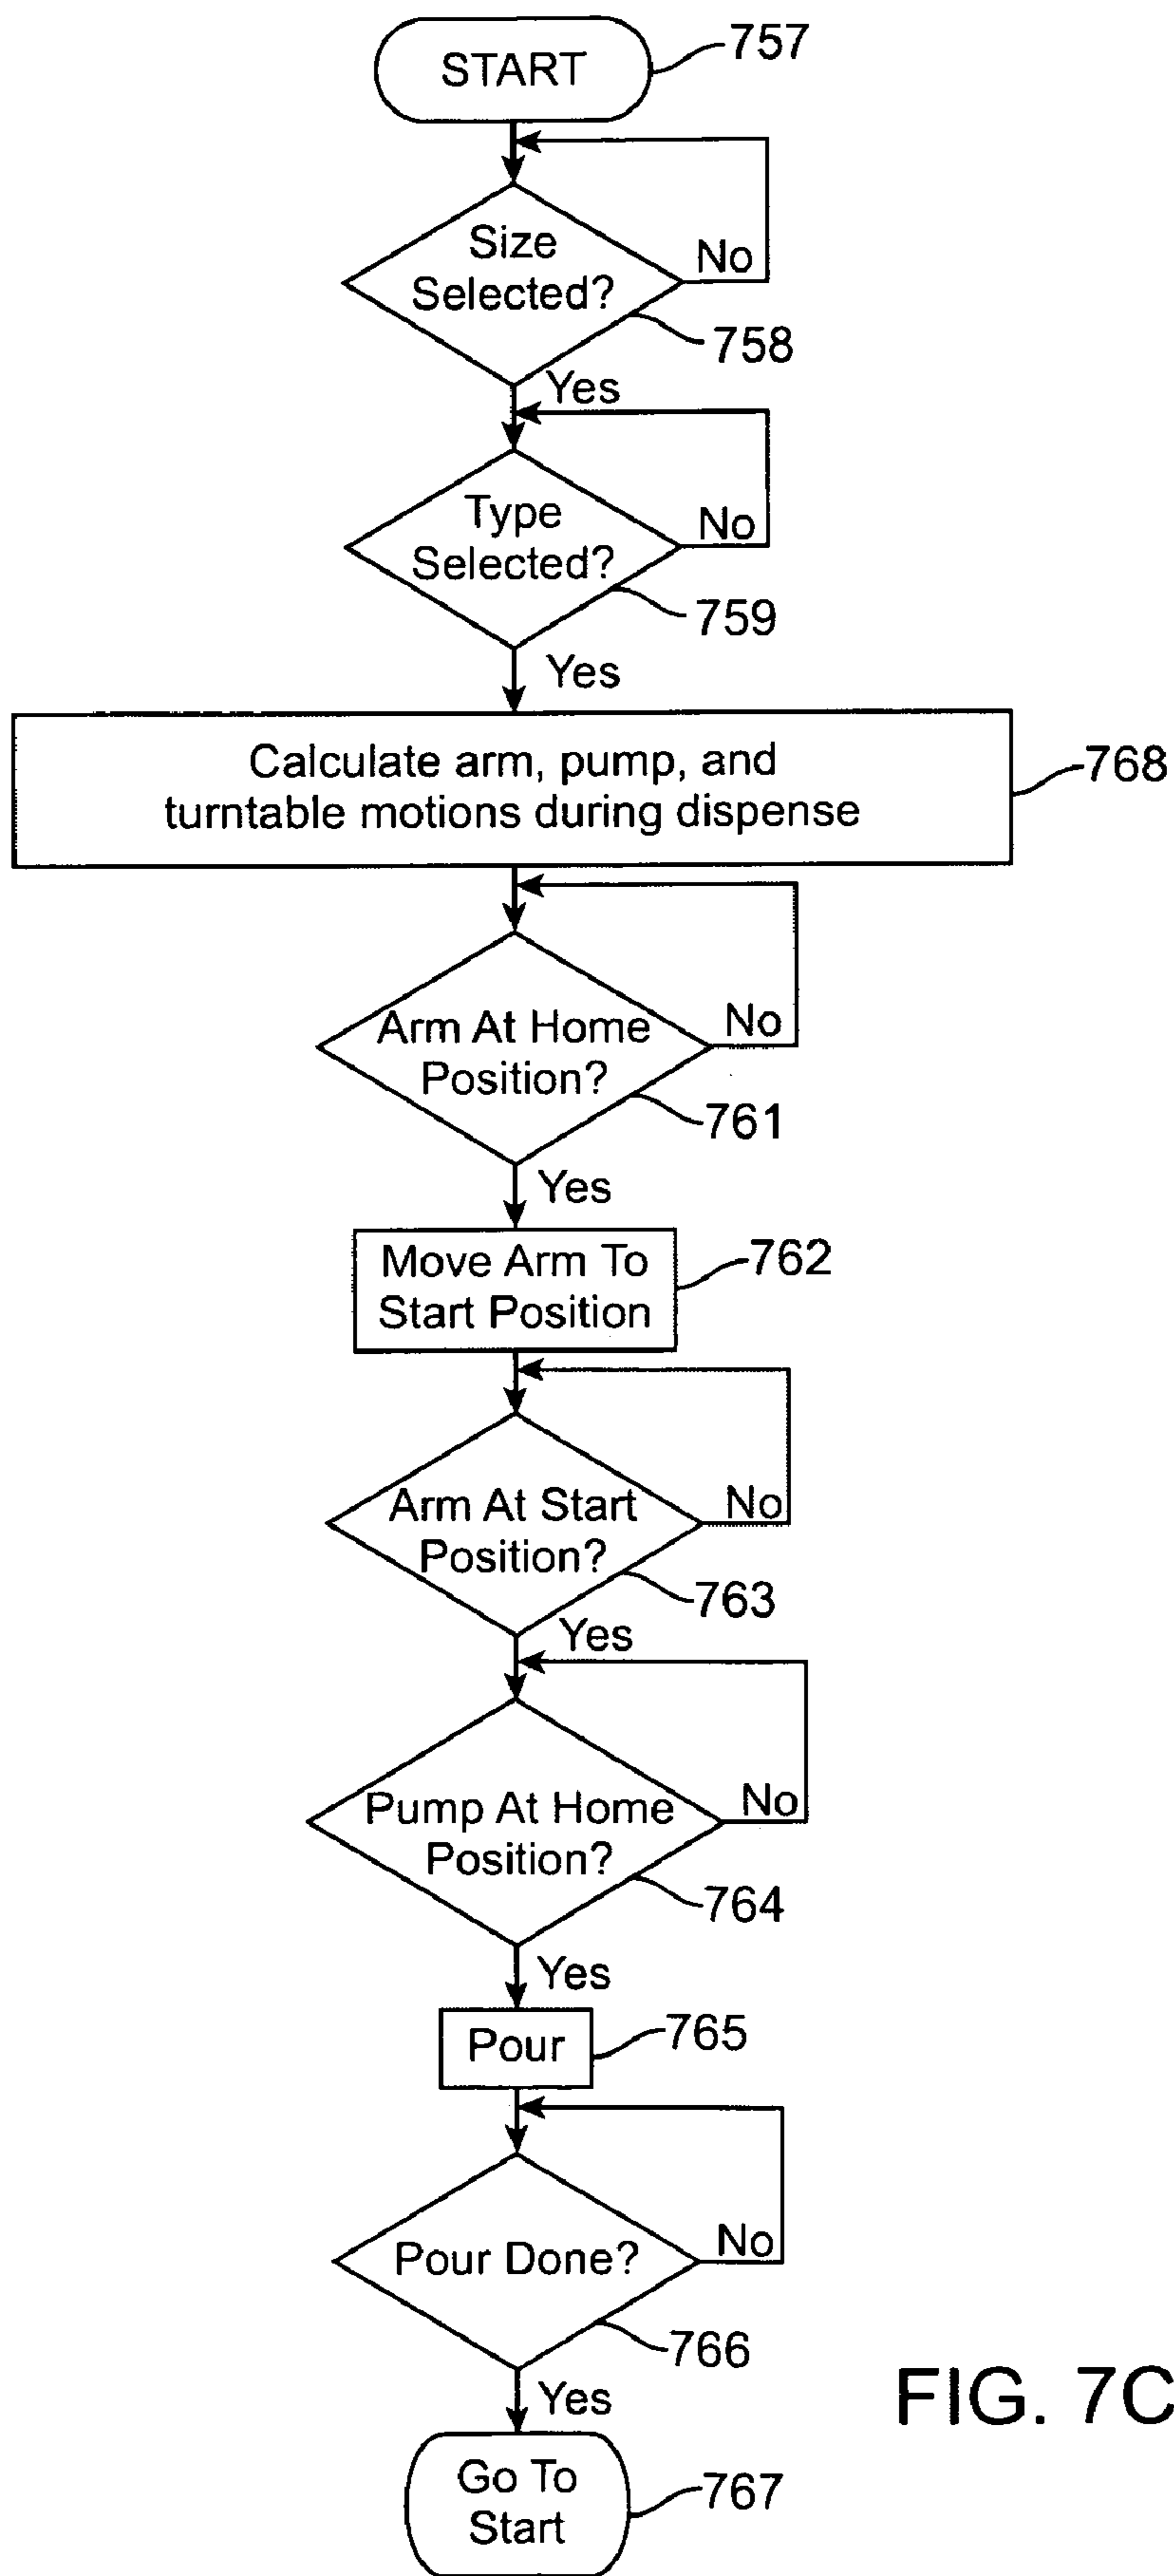 START
757
Size
Selected?
No
758
Yes
Type
Selected?
No
759
Yes
Calculate arm, pump, and
turntable motions during dispense
768
Arm At Home
Position?
No
761
Yes
Move Arm To
Start Position
762
Arm At Start
Position?
No
763
Yes
Pump At Home
Position?
No
764
Yes
Pour
765
Pour Done?
No
766
Yes
Go To
Start
767
FIG. 7C